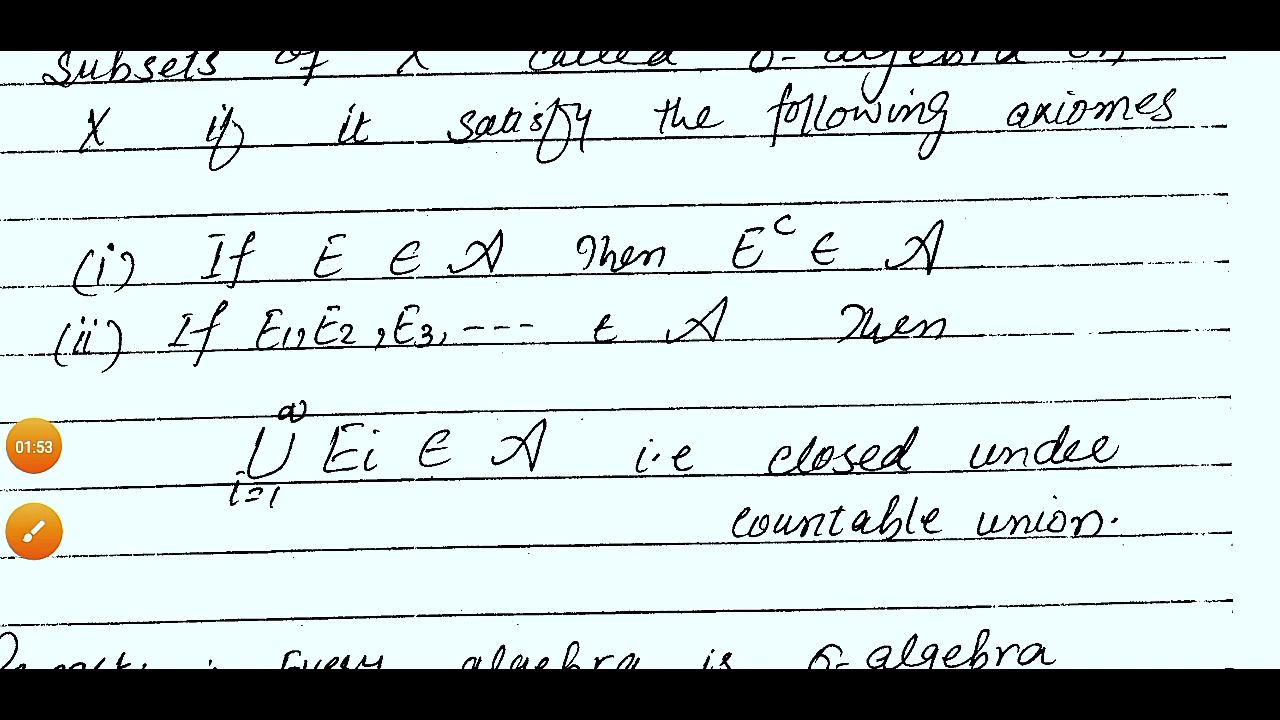 Subsets of X called σ-algebra on
X if it satisfy the following axiomes
(i) If E ∈ 𝒜 Then E^c ∈ 𝒜
(ii) If E1, E2, E3, --- ∈ 𝒜 Then
∞
∪ Ei ∈ 𝒜 i.e closed under
i=1
countable union.
01:53
Every algebra is σ-algebra